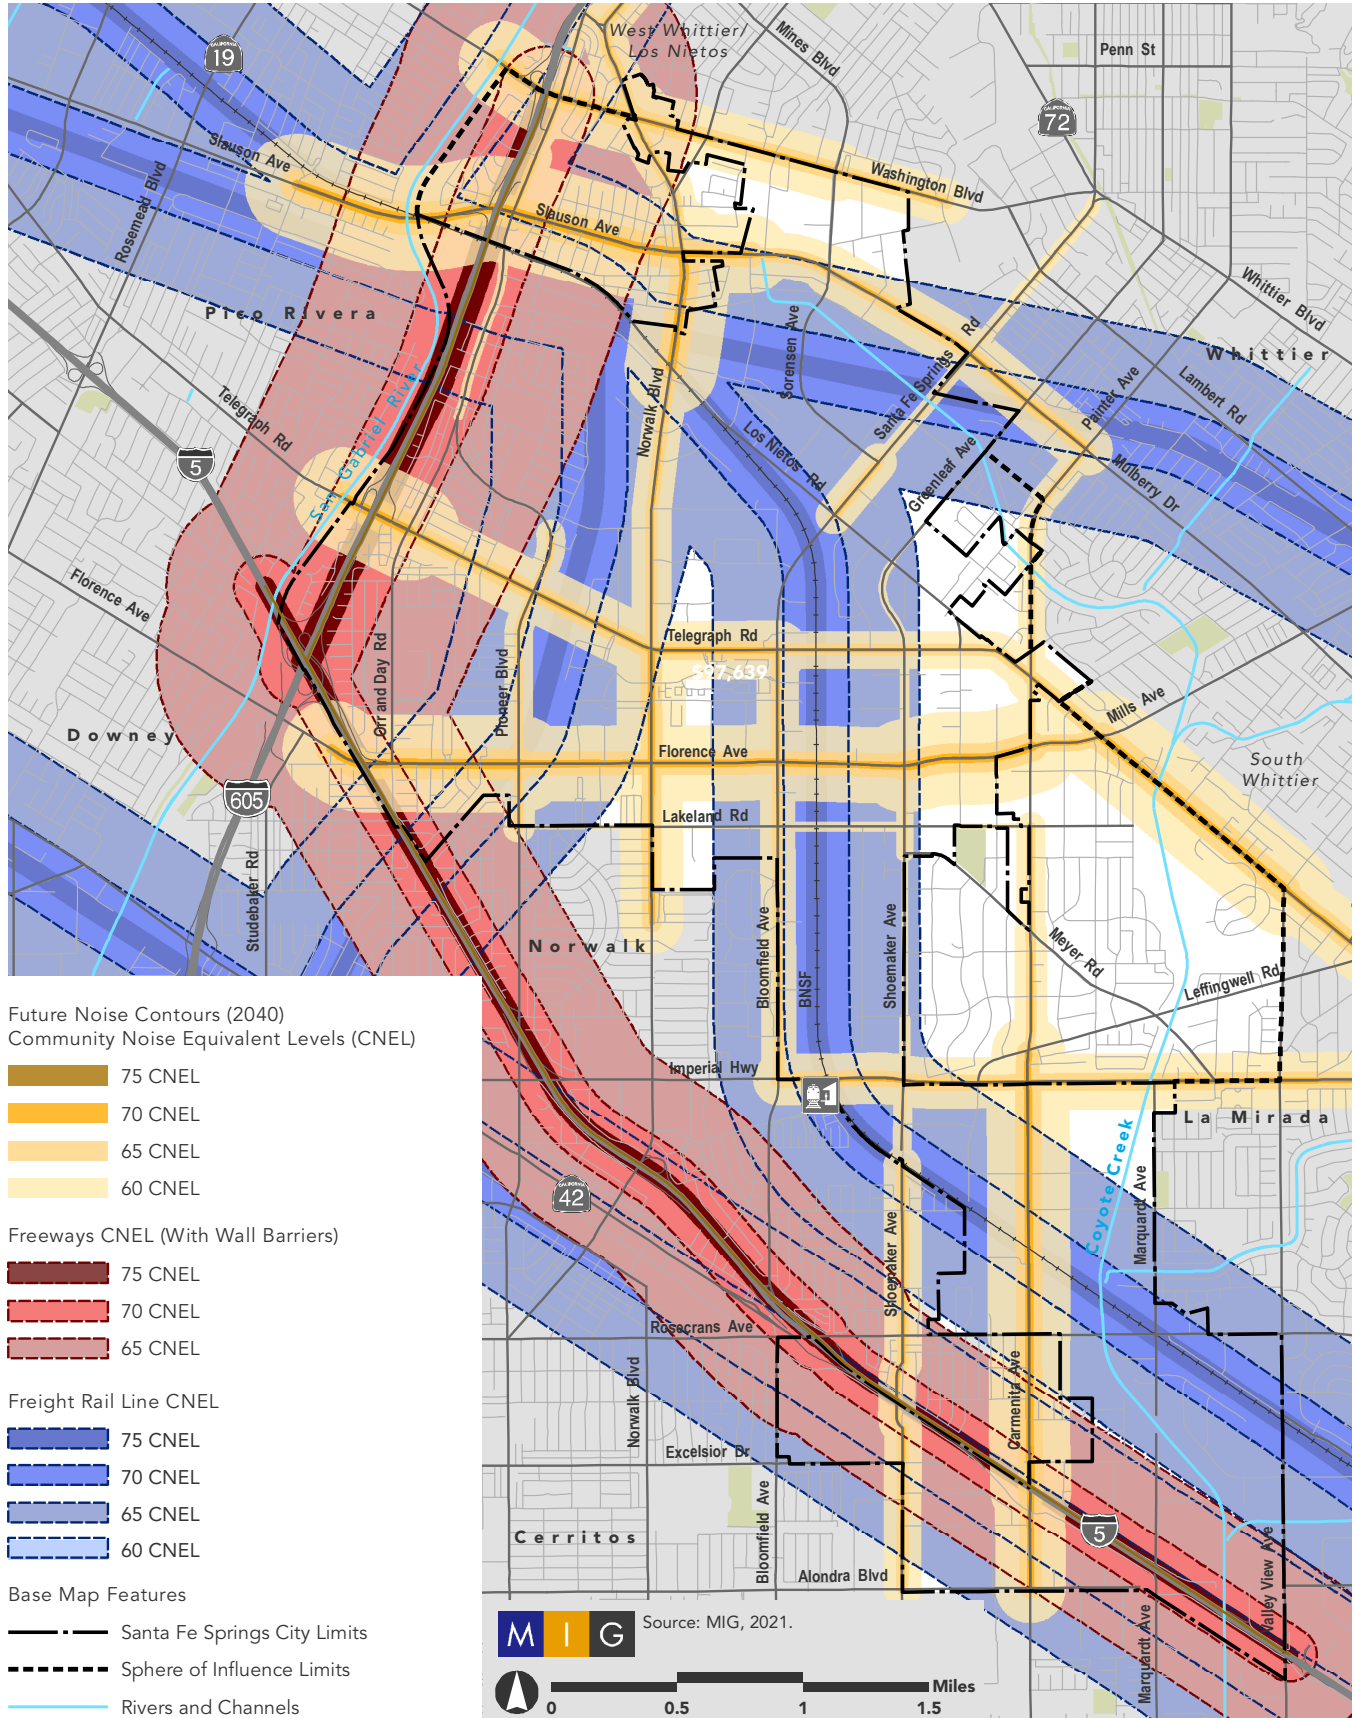 West Whittier/
Los Nietos
Mines Blvd
Penn St
CALIFORNIA
19
CALIFORNIA
72
Slauson Ave
Rosemead Blvd
Washington Blvd
Slauson Ave
Whittier Blvd
Pico Rivera
Sorensen Ave
Santa Fe Springs Rd
Whittier
Lambert Rd
Painter Ave
Telegraph Rd
San Gabriel River
Norwalk Blvd
Los Nietos Rd
Greenleaf Ave
Mulberry Dr
5
Florence Ave
Orr and Day Rd
Pioneer Blvd
Telegraph Rd
$97,639
Mills Ave
Downey
Florence Ave
South
Whittier
605
Lakeland Rd
Studebaker Rd
Norwalk
Bloomfield Ave
BNSF
Shoemaker Ave
Meyer Rd
Leffingwell Rd
Imperial Hwy
La Mirada
Coyote Creek
Marquardt Ave
CALIFORNIA
42
Shoemaker Ave
Rosecrans Ave
Norwalk Blvd
Carmenita Ave
Excelsior Dr
Bloomfield Ave
5
Cerritos
Alondra Blvd
Valley View Ave
Marquardt Ave
Future Noise Contours (2040)
Community Noise Equivalent Levels (CNEL)
75 CNEL
70 CNEL
65 CNEL
60 CNEL
Freeways CNEL (With Wall Barriers)
75 CNEL
70 CNEL
65 CNEL
Freight Rail Line CNEL
75 CNEL
70 CNEL
65 CNEL
60 CNEL
Base Map Features
Santa Fe Springs City Limits
Sphere of Influence Limits
Rivers and Channels
M I G
Source: MIG, 2021.
Miles
0 0.5 1 1.5